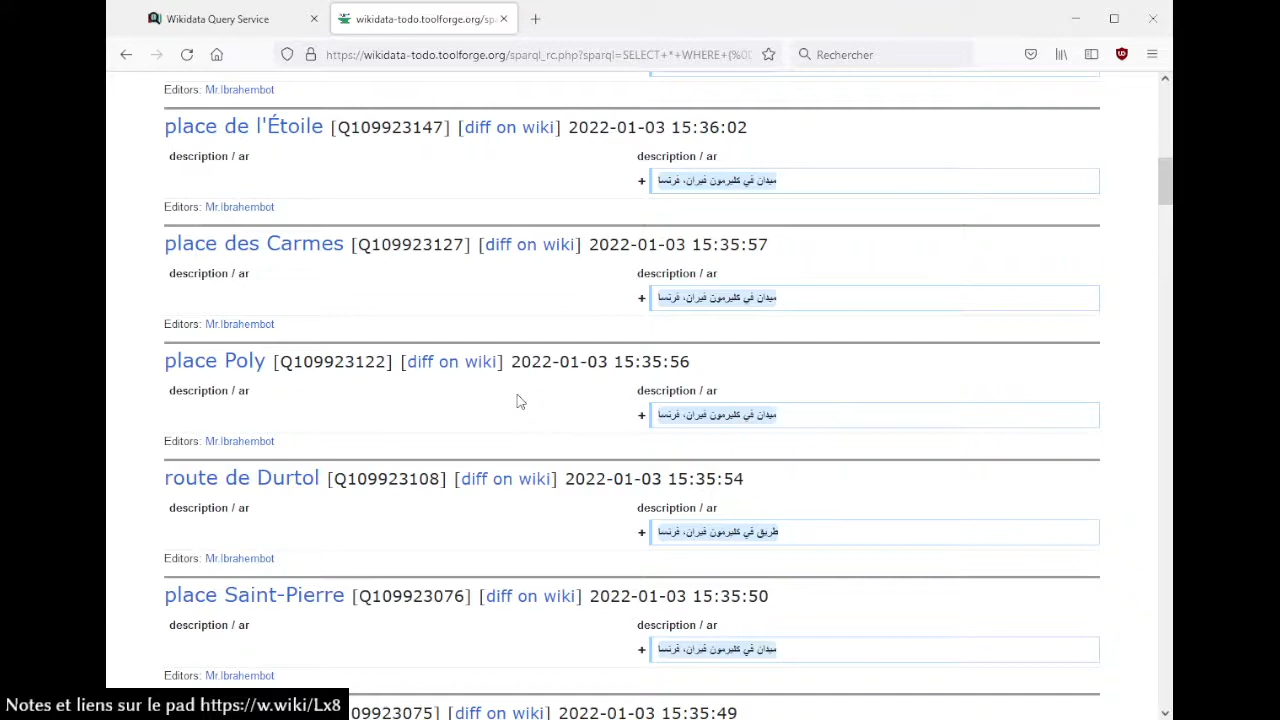 Wikidata Query Service
wikidata-todo.toolforge.org/sp
https://wikidata-todo.toolforge.org/sparql_rc.php?sparql=SELECT+*+WHERE+{%0D
Rechercher
Editors: Mr.Ibrahembot
place de l'Étoile [Q109923147] [diff on wiki] 2022-01-03 15:36:02
description / ar description / ar
+ ميدان في كليرمون فيران، فرنسا
Editors: Mr.Ibrahembot
place des Carmes [Q109923127] [diff on wiki] 2022-01-03 15:35:57
description / ar description / ar
+ ميدان في كليرمون فيران، فرنسا
Editors: Mr.Ibrahembot
place Poly [Q109923122] [diff on wiki] 2022-01-03 15:35:56
description / ar description / ar
+ ميدان في كليرمون فيران، فرنسا
Editors: Mr.Ibrahembot
route de Durtol [Q109923108] [diff on wiki] 2022-01-03 15:35:54
description / ar description / ar
+ طريق في كليرمون فيران، فرنسا
Editors: Mr.Ibrahembot
place Saint-Pierre [Q109923076] [diff on wiki] 2022-01-03 15:35:50
description / ar description / ar
+ ميدان في كليرمون فيران، فرنسا
Editors: Mr.Ibrahembot
09923075] [diff on wiki] 2022-01-03 15:35:49
Notes et liens sur le pad https://w.wiki/Lx8